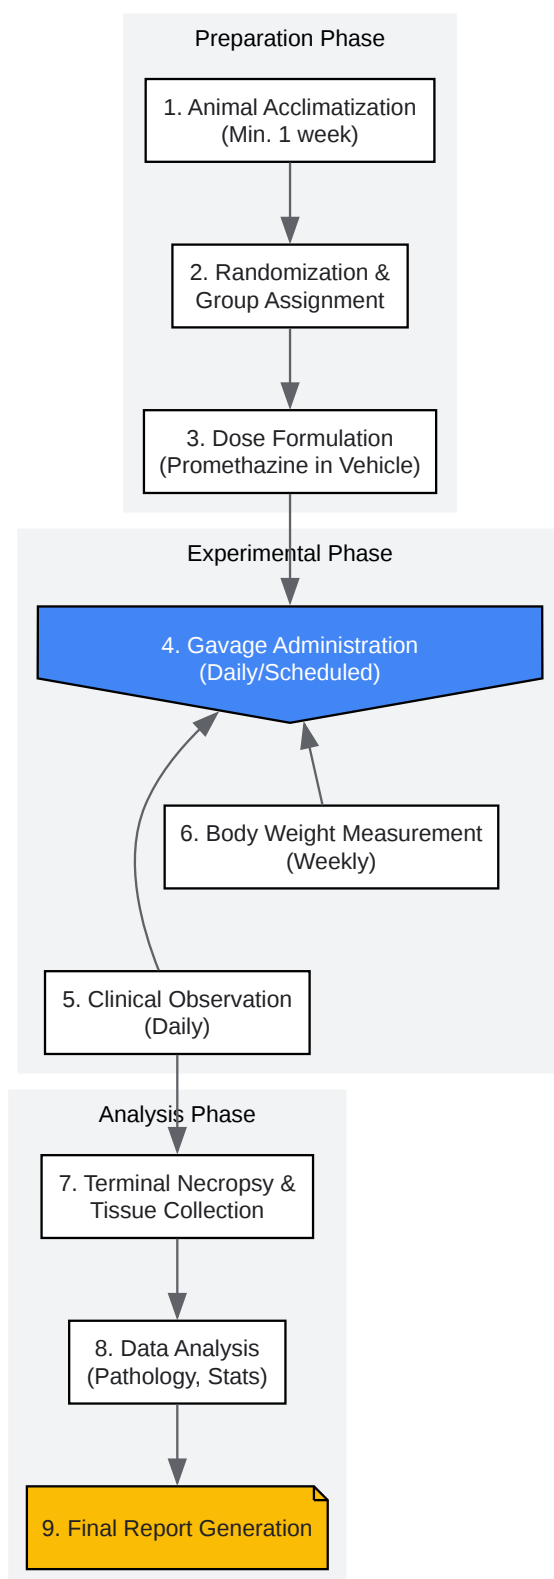 Preparation Phase
1. Animal Acclimatization
(Min. 1 week)
2. Randomization &
Group Assignment
3. Dose Formulation
(Promethazine in Vehicle)
Experimental Phase
4. Gavage Administration
(Daily/Scheduled)
6. Body Weight Measurement
(Weekly)
5. Clinical Observation
(Daily)
Analysis Phase
7. Terminal Necropsy &
Tissue Collection
8. Data Analysis
(Pathology, Stats)
9. Final Report Generation